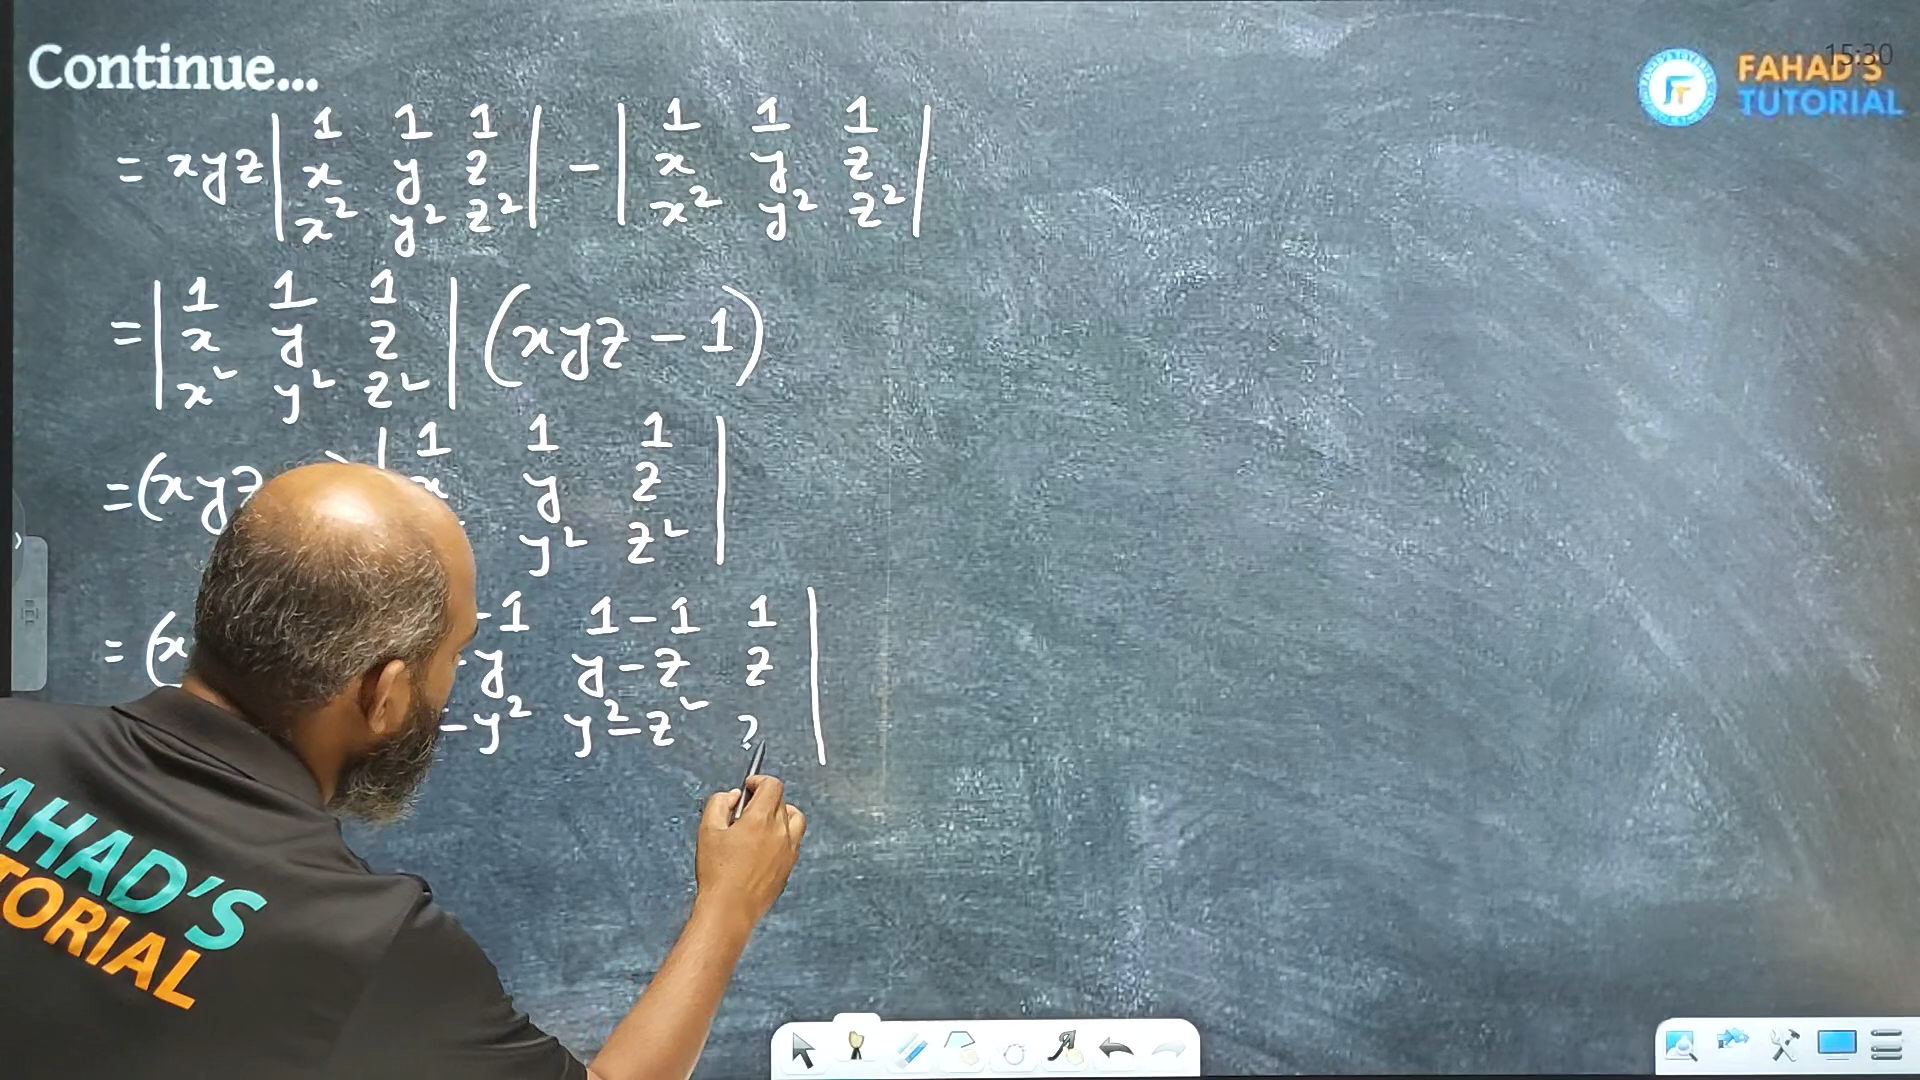 Continue...
15:30
FAHAD'S
TUTORIAL
= xyz | 1 1 1 | - | 1 1 1 |
x y z x y z
x² y² z² x² y² z²
= | 1 1 1 | (xyz - 1)
x y z
x² y² z²
1 1 1
=(xyz x y z
y² z²
-1 1-1 1
= (x -y y-z z
-y² y²-z²
AHAD'S
TORIAL